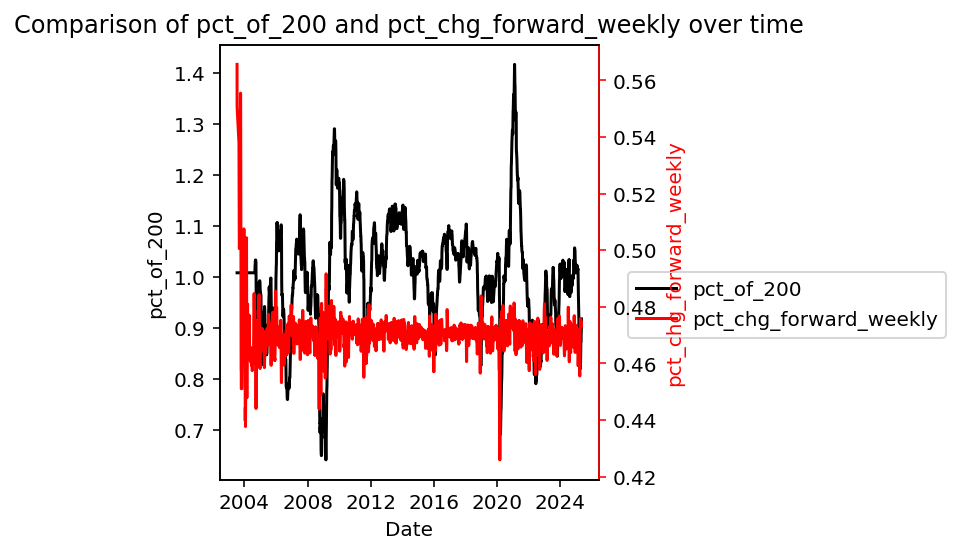 Comparison of pct_of_200 and pct_chg_forward_weekly over time
1.4
1.3
1.2
1.1
1.0
0.9
0.8
0.7
pct_of_200
0.56
0.54
0.52
0.50
0.48
0.46
0.44
0.42
pct_chg_forward_weekly
pct_of_200
pct_chg_forward_weekly
2004 2008 2012 2016 2020 2024
Date